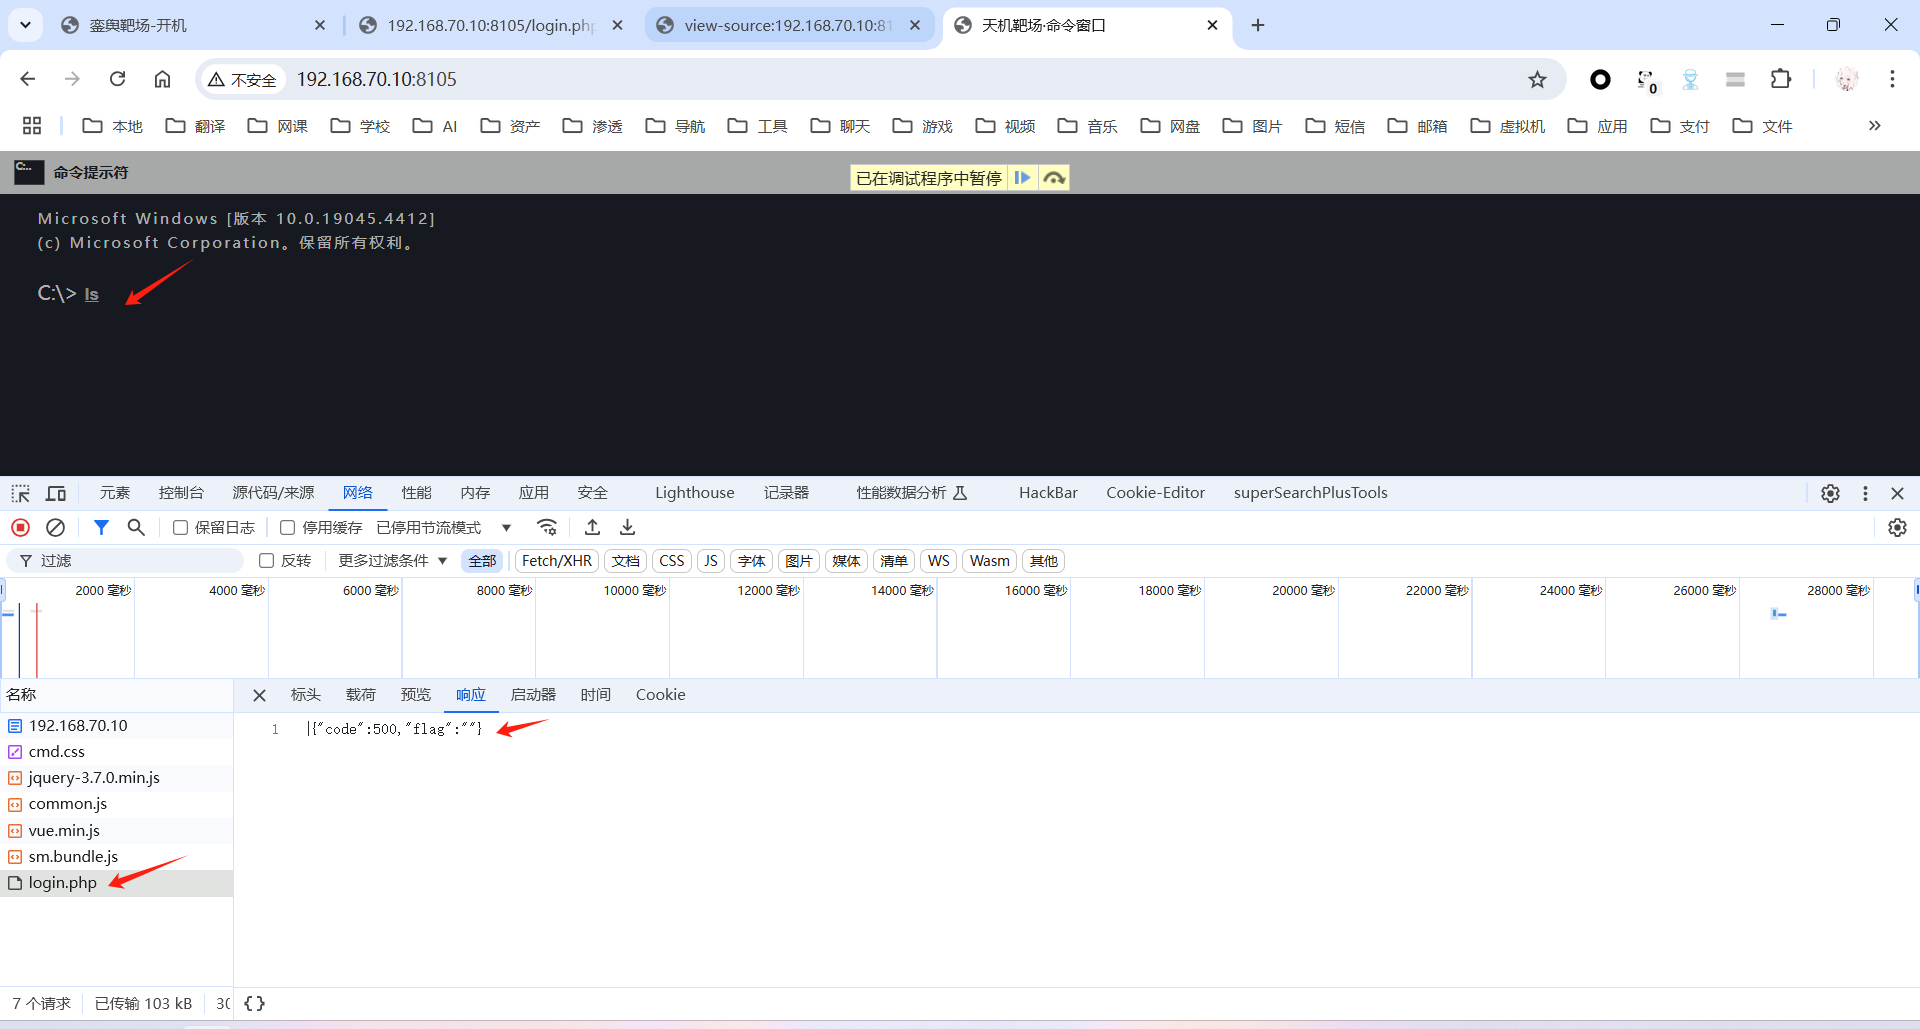 銮舆靶场-开机
192.168.70.10:8105/login.php
view-source:192.168.70.10:81
天机靶场·命令窗口
不安全
192.168.70.10:8105
0
本地
翻译
网课
学校
AI
资产
渗透
导航
工具
聊天
游戏
视频
音乐
网盘
图片
短信
邮箱
虚拟机
应用
支付
文件
命令提示符
已在调试程序中暂停
Microsoft Windows [版本 10.0.19045.4412]
(c) Microsoft Corporation。保留所有权利。
C:\> ls
元素
控制台
源代码/来源
网络
性能
内存
应用
安全
Lighthouse
记录器
性能数据分析
HackBar
Cookie-Editor
superSearchPlusTools
保留日志
停用缓存
已停用节流模式
过滤
反转
更多过滤条件
全部
Fetch/XHR
文档
CSS
JS
字体
图片
媒体
清单
WS
Wasm
其他
2000 毫秒
4000 毫秒
6000 毫秒
8000 毫秒
10000 毫秒
12000 毫秒
14000 毫秒
16000 毫秒
18000 毫秒
20000 毫秒
22000 毫秒
24000 毫秒
26000 毫秒
28000 毫秒
名称
标头
载荷
预览
响应
启动器
时间
Cookie
192.168.70.10
cmd.css
jquery-3.7.0.min.js
common.js
vue.min.js
sm.bundle.js
login.php
1
{"code":500,"flag":""}
7 个请求
已传输 103 kB
30
{}